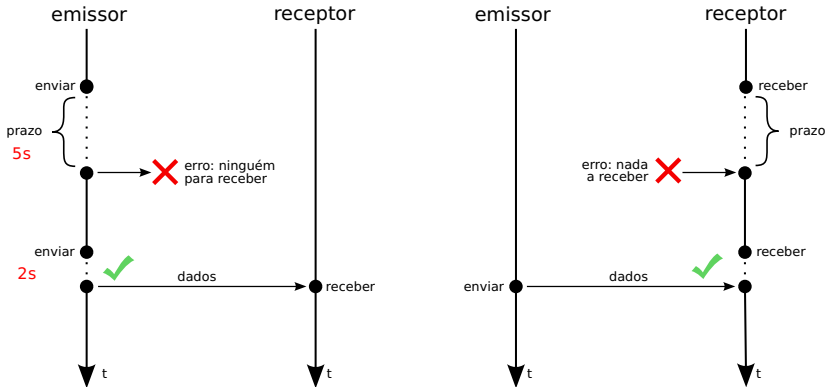 emissor
receptor
enviar
prazo
5s
erro: ninguém
para receber
enviar
2s
dados
receber
t
t
emissor
receptor
receber
prazo
erro: nada
a receber
receber
dados
enviar
t
t